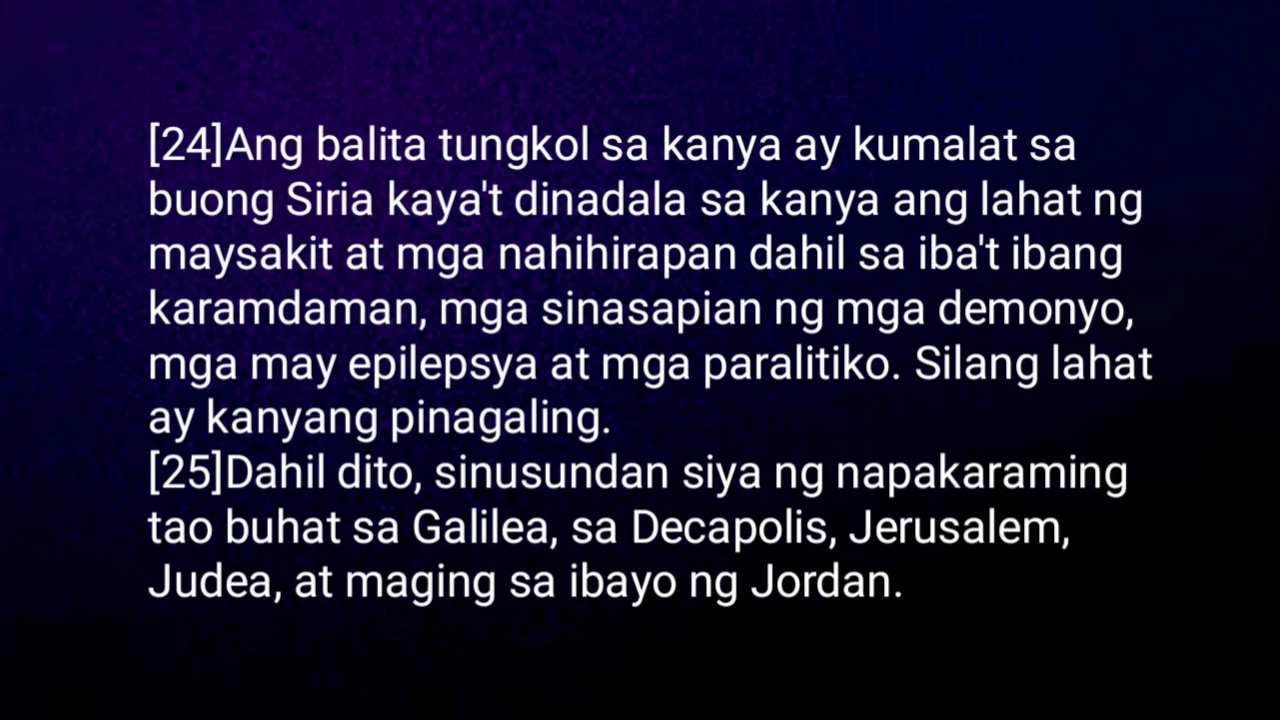 [24]Ang balita tungkol sa kanya ay kumalat sa
buong Siria kaya't dinadala sa kanya ang lahat ng
maysakit at mga nahihirapan dahil sa iba't ibang
karamdaman, mga sinasapian ng mga demonyo,
mga may epilepsya at mga paralitiko. Silang lahat
ay kanyang pinagaling.
[25]Dahil dito, sinusundan siya ng napakaraming
tao buhat sa Galilea, sa Decapolis, Jerusalem,
Judea, at maging sa ibayo ng Jordan.